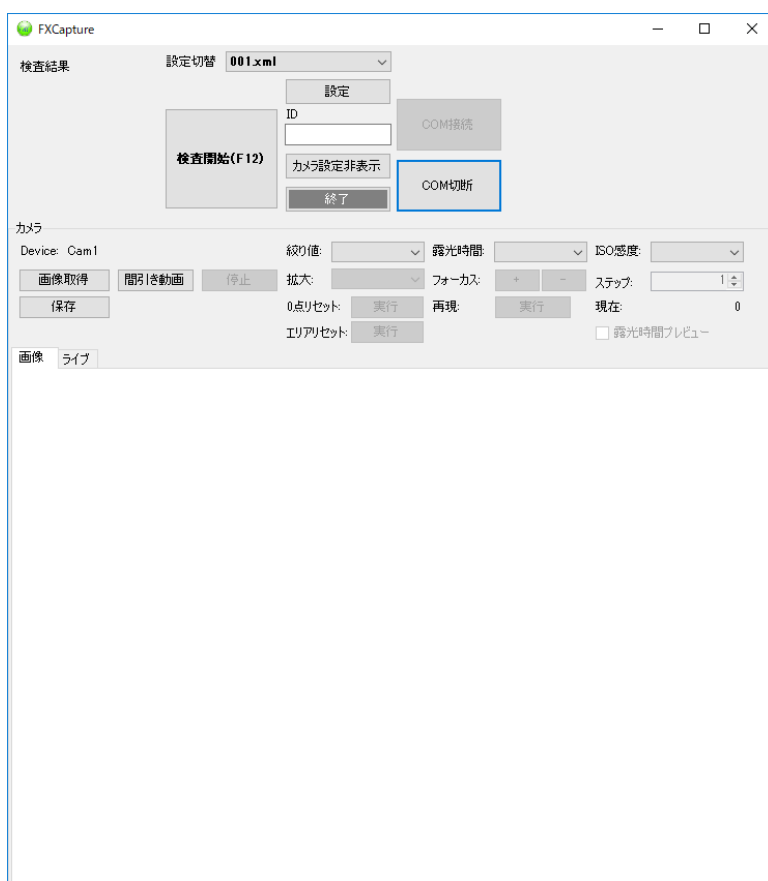 FXCapture
検査結果
設定切替 001.xml
設定
ID
COM接続
検査開始(F12)
カメラ設定非表示
COM切断
終了
カメラ
Device: Cam1
絞り値: 露光時間: ISO感度:
画像取得 間引き動画 停止 拡大: フォーカス: + - ステップ: 1
保存 0点リセット: 実行 再現: 実行 現在: 0
エリアリセット: 実行 露光時間プレビュー
画像 ライブ